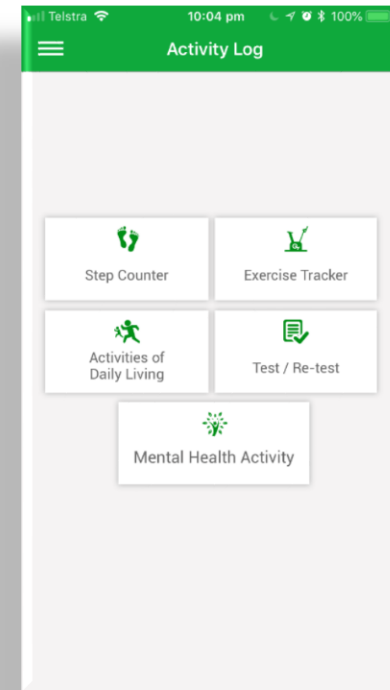 Telstra 10:04 pm 100%
Activity Log
Step Counter Exercise Tracker
Activities of
Daily Living
Test / Re-test
Mental Health Activity